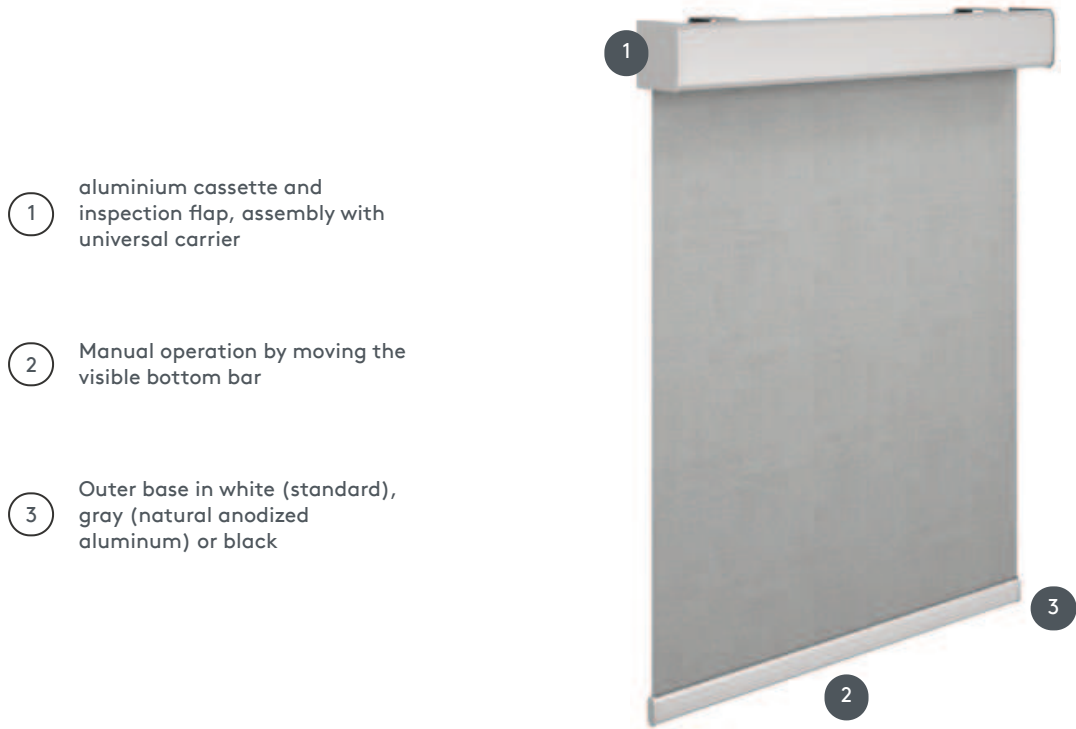 1
aluminium cassette and
inspection flap, assembly with
universal carrier
2
Manual operation by moving the
visible bottom bar
3
Outer base in white (standard),
gray (natural anodized
aluminum) or black
1
3
2